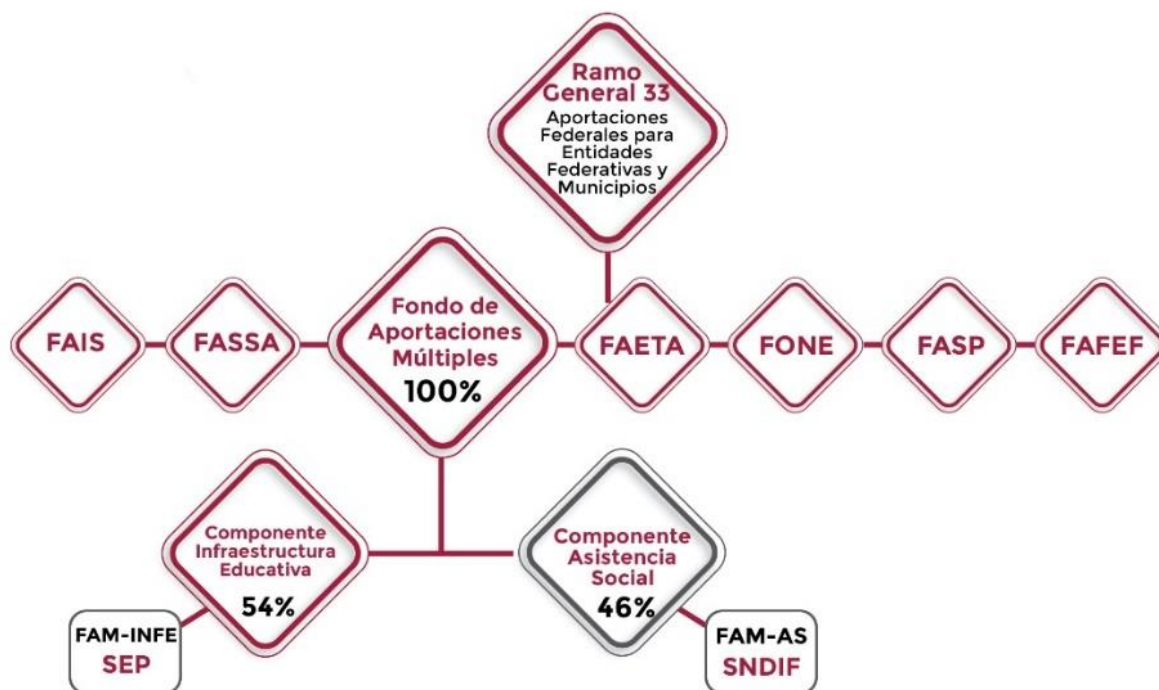 Ramo
General 33
Aportaciones
Federales para
Entidades
Federativas y
Municipios
FAIS
FASSA
Fondo de
Aportaciones
Múltiples
100%
FAETA
FONE
FASP
FAFEF
Componente
Infraestructura
Educativa
54%
Componente
Asistencia
Social
46%
FAM-INFE
SEP
FAM-AS
SNDIF